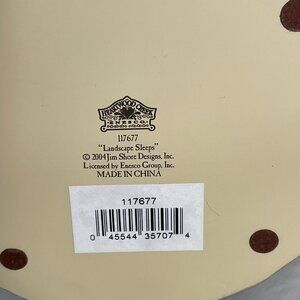 HEARTWOOD CREEK
ENESCO
117677
"Landscape Sleeps"
© 2004 Jim Shore Designs, Inc.
Licensed by Enesco Group, Inc.
MADE IN CHINA
117677
0 45544 35707 4